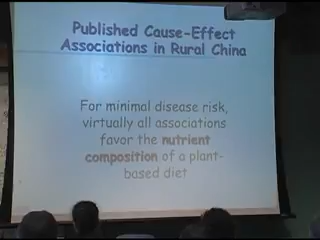 Published Cause-Effect
Associations in Rural China
For minimal disease risk,
virtually all associations
favor the nutrient
composition of a plant-
based diet